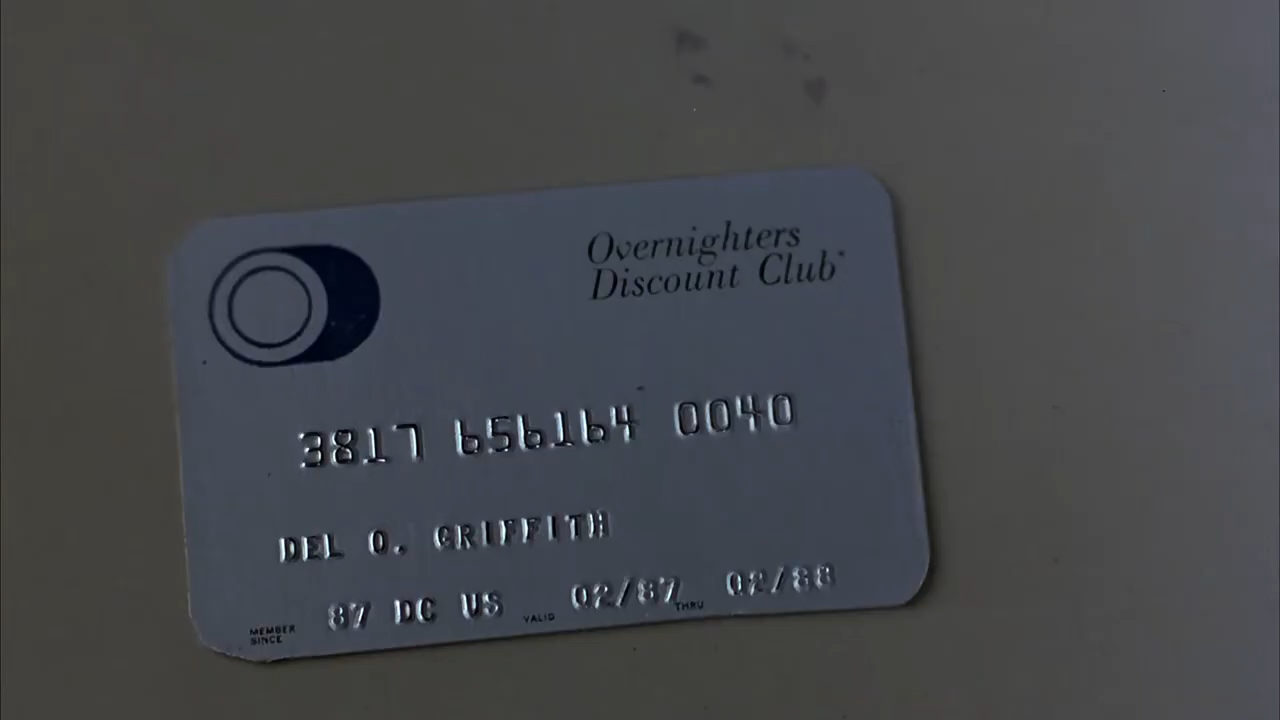 Overnighters
Discount Club
3817 656164 0040
DEL O. GRIFFITH
MEMBER SINCE 87 DC US VALID 02/87 THRU 02/88